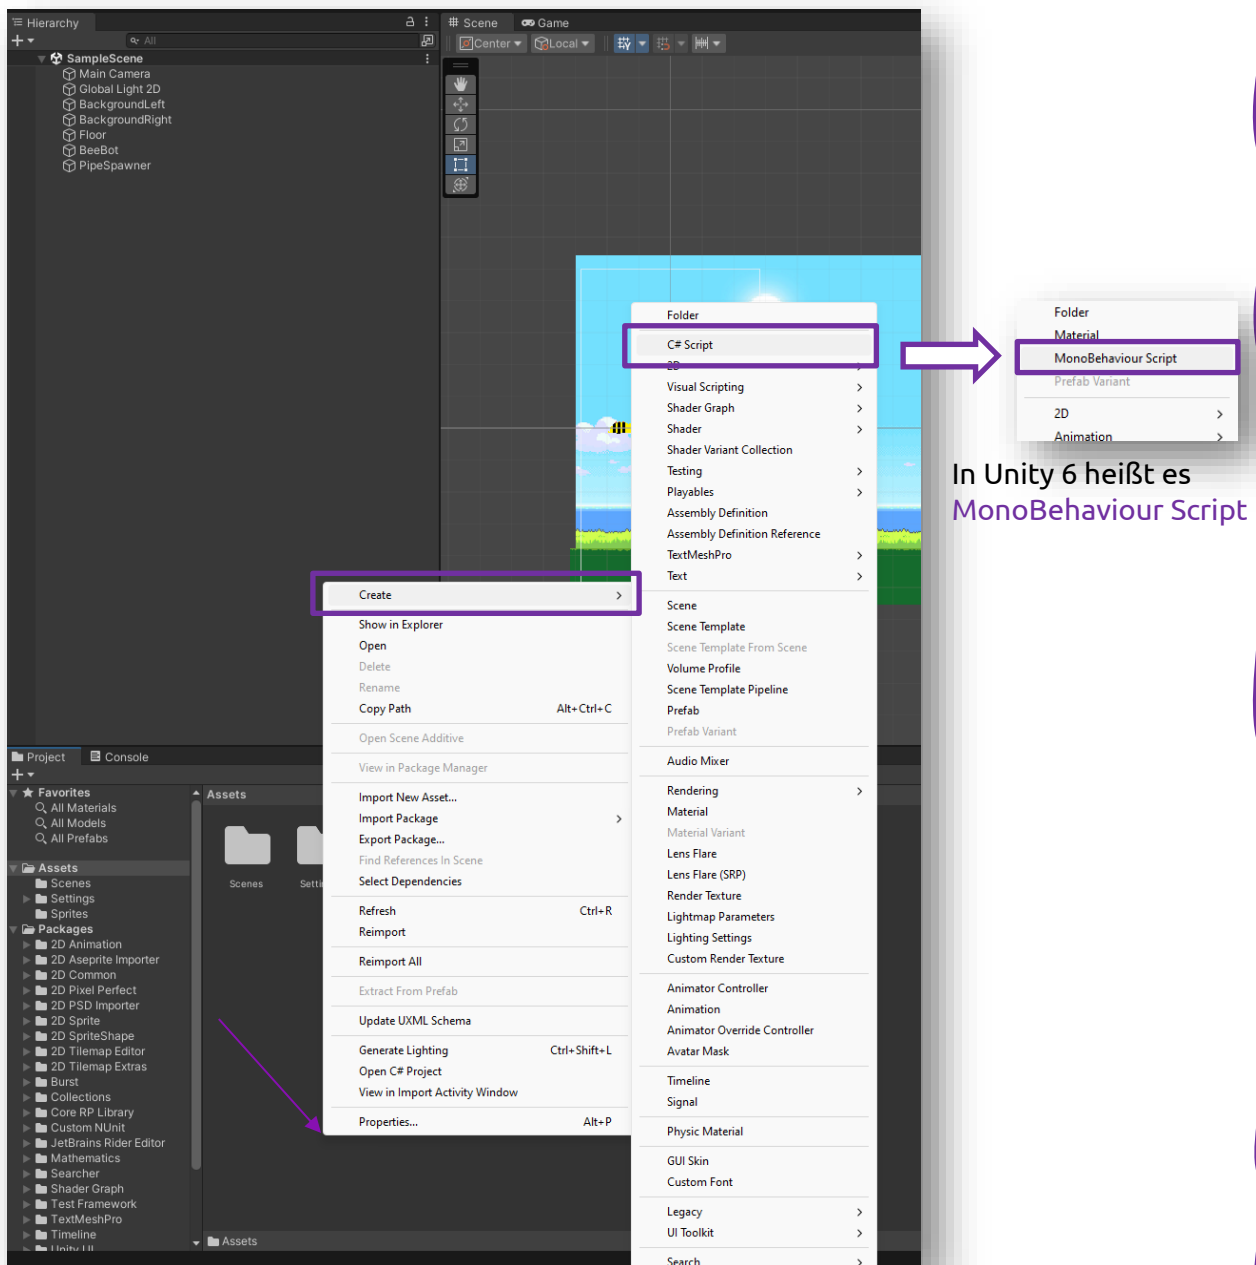 Hierarchy
All
SampleScene
Main Camera
Global Light 2D
BackgroundLeft
BackgroundRight
Floor
BeeBot
PipeSpawner
Scene
Game
Center
Local
Folder
C# Script
2D
Visual Scripting
Shader Graph
Shader
Shader Variant Collection
Testing
Playables
Assembly Definition
Assembly Definition Reference
TextMeshPro
Text
Scene
Scene Template
Scene Template From Scene
Volume Profile
Scene Template Pipeline
Prefab
Prefab Variant
Audio Mixer
Rendering
Material
Material Variant
Lens Flare
Lens Flare (SRP)
Render Texture
Lightmap Parameters
Lighting Settings
Custom Render Texture
Animator Controller
Animation
Animator Override Controller
Avatar Mask
Timeline
Signal
Physic Material
GUI Skin
Custom Font
Legacy
UI Toolkit
Search
Folder
Material
MonoBehaviour Script
Prefab Variant
2D
Animation
In Unity 6 heißt es
MonoBehaviour Script
Create
Show in Explorer
Open
Delete
Rename
Copy Path Alt+Ctrl+C
Open Scene Additive
View in Package Manager
Import New Asset...
Import Package
Export Package...
Find References In Scene
Select Dependencies
Refresh Ctrl+R
Reimport
Reimport All
Extract From Prefab
Update UXML Schema
Generate Lighting Ctrl+Shift+L
Open C# Project
View in Import Activity Window
Properties... Alt+P
Project
Console
Favorites
All Materials
All Models
All Prefabs
Assets
Scenes
Settings
Sprites
Packages
2D Animation
2D Aseprite Importer
2D Common
2D Pixel Perfect
2D PSD Importer
2D Sprite
2D SpriteShape
2D Tilemap Editor
2D Tilemap Extras
Burst
Collections
Core RP Library
Custom NUnit
JetBrains Rider Editor
Mathematics
Searcher
Shader Graph
Test Framework
TextMeshPro
Timeline
Unity UI
Assets
Scenes
Assets